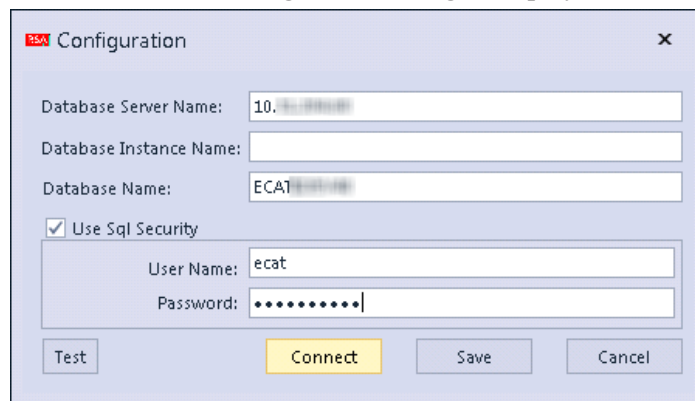 RSA Configuration
Database Server Name: 10.
Database Instance Name:
Database Name: ECAT
Use Sql Security
User Name: ecat
Password: ••••••••••
Test Connect Save Cancel